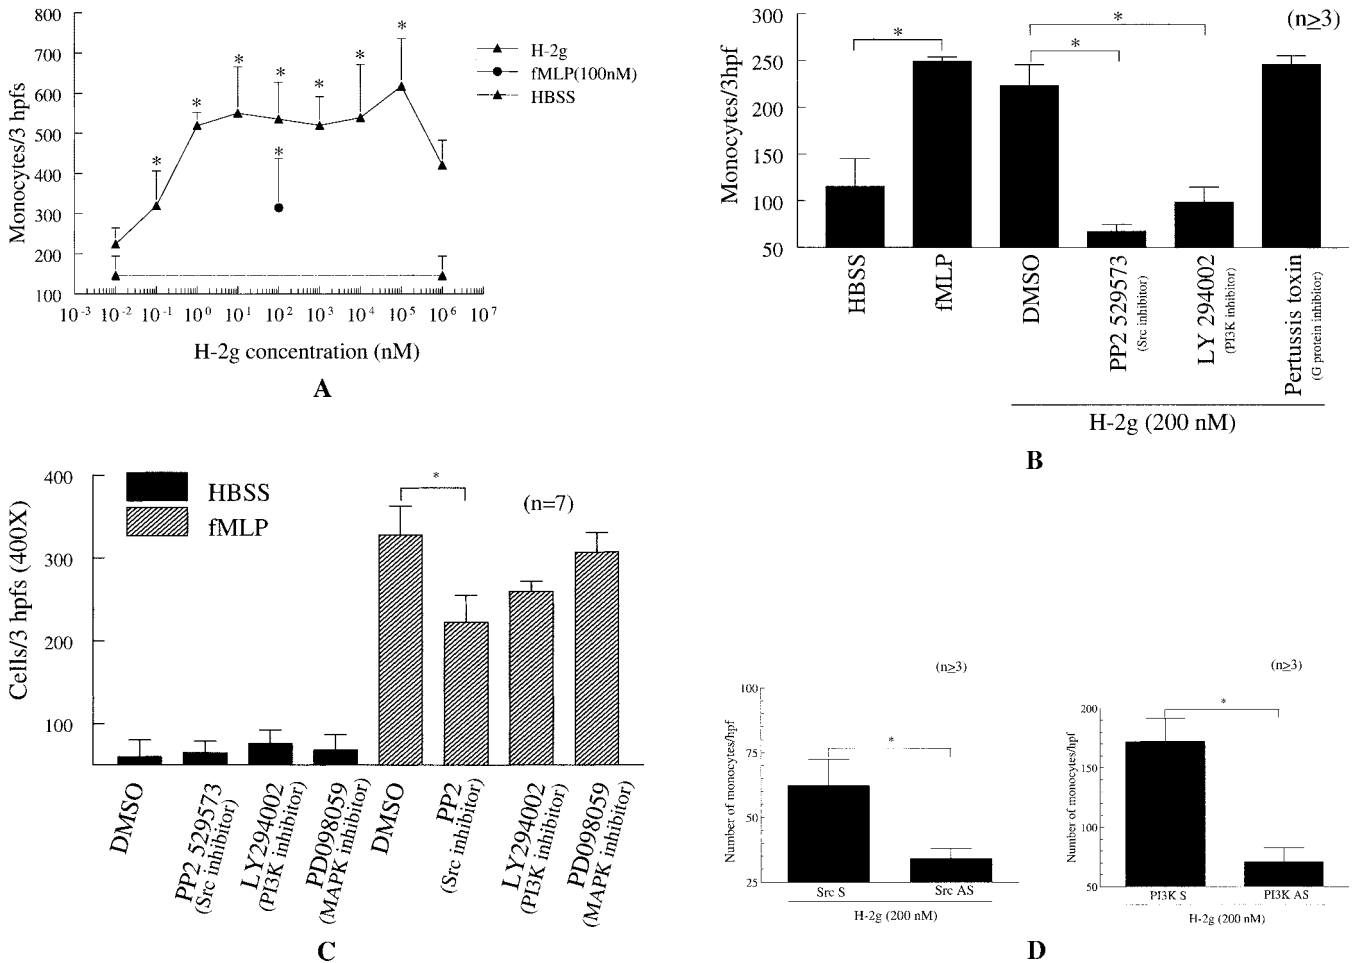 800
700
600
500
400
300
200
100
Monocytes/3 hpfs
* * * * * * * *
H-2g
fMLP(100nM)
HBSS
10-3 10-2 10-1 100 101 102 103 104 105 106 107
H-2g concentration (nM)
A
(n≥3)
300
250
200
150
100
50
Monocytes/3hpf
* * *
HBSS
fMLP
DMSO
PP2 529573
(Src inhibitor)
LY 294002
(PI3K inhibitor)
Pertussis toxin
(G protein inhibitor)
H-2g (200 nM)
B
400
300
200
100
Cells/3 hpfs (400X)
HBSS
fMLP
*
(n=7)
DMSO
PP2 529573
(Src inhibitor)
LY294002
(PI3K inhibitor)
PD098059
(MAPK inhibitor)
DMSO
PP2
(Src inhibitor)
LY294002
(PI3K inhibitor)
PD098059
(MAPK inhibitor)
C
(n≥3)
100
75
50
25
Number of monocytes/hpf
*
Src S
Src AS
H-2g (200 nM)
(n≥3)
200
150
100
50
Number of monocytes/hpf
*
PI3K S
PI3K AS
H-2g (200 nM)
D